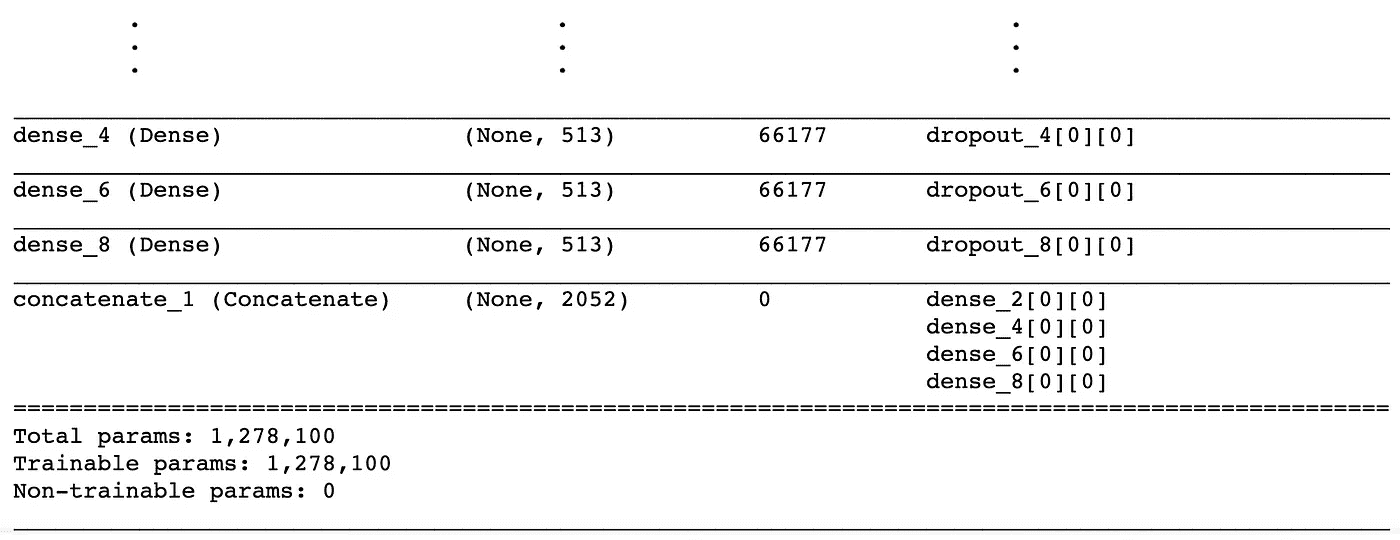 . . .
. . .
. . .
dense_4 (Dense) (None, 513) 66177 dropout_4[0][0]
dense_6 (Dense) (None, 513) 66177 dropout_6[0][0]
dense_8 (Dense) (None, 513) 66177 dropout_8[0][0]
concatenate_1 (Concatenate) (None, 2052) 0 dense_2[0][0]
dense_4[0][0]
dense_6[0][0]
dense_8[0][0]
Total params: 1,278,100
Trainable params: 1,278,100
Non-trainable params: 0